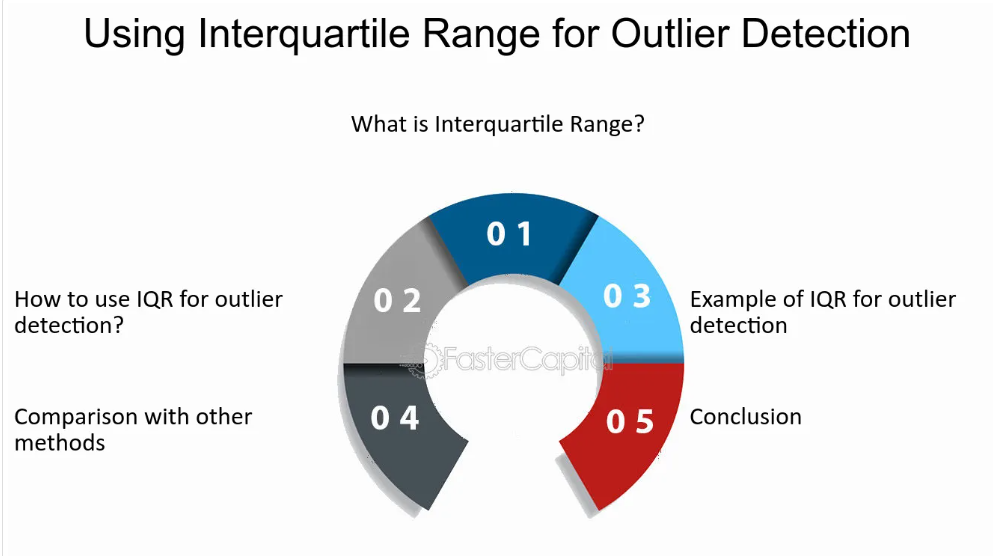 Using Interquartile Range for Outlier Detection
What is Interquartile Range?
0 1
0 2
How to use IQR for outlier
detection?
0 3
Example of IQR for outlier
detection
FasterCapital
0 4
Comparison with other
methods
0 5
Conclusion